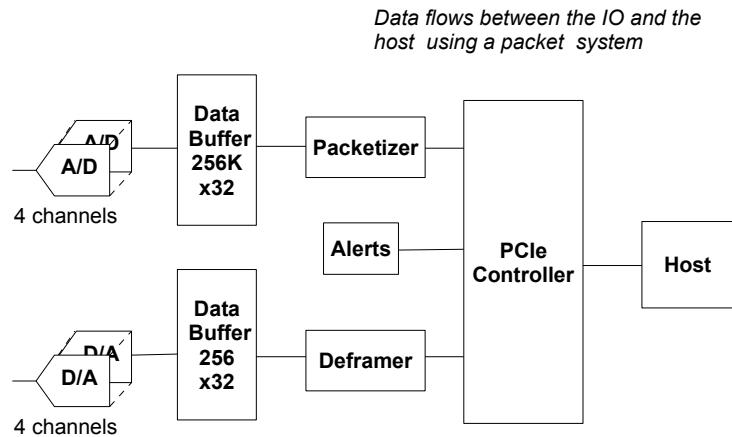 Data flows between the IO and the
host using a packet system
A/D
A/D
4 channels
Data
Buffer
256K
x32
Packetizer
Alerts
PCIe
Controller
Host
D/A
D/A
4 channels
Data
Buffer
256
x32
Deframer